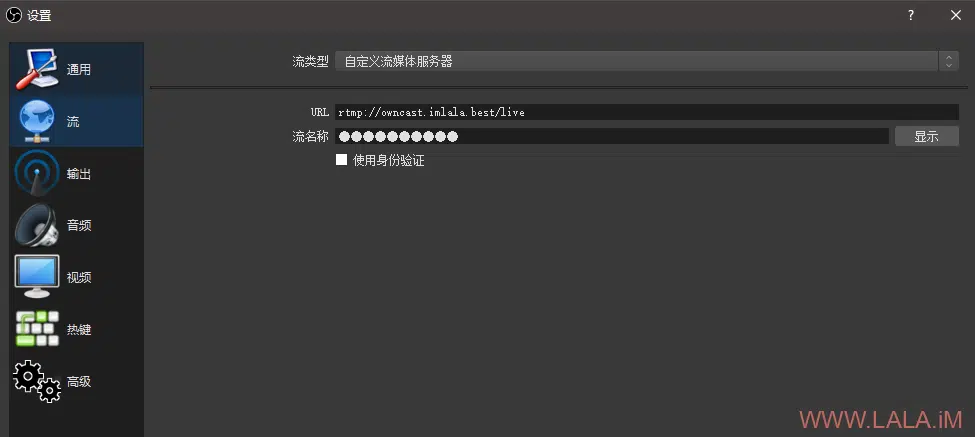 设置
?
通用
流
输出
音频
视频
热键
高级
流类型 自定义流媒体服务器
URL rtmp://owncast.imlala.best/live
流名称 ●●●●●●●●●● 显示
使用身份验证
WWW.LALA.iM